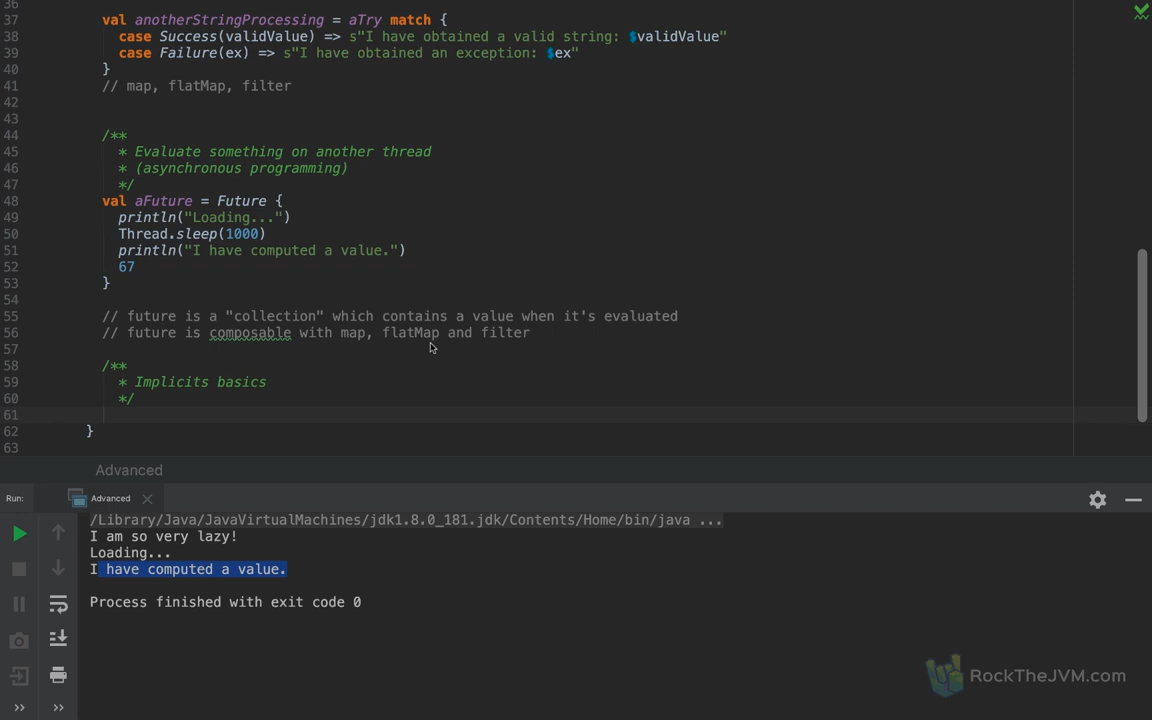 36
37 val anotherStringProcessing = aTry match {
38 case Success(validValue) => s"I have obtained a valid string: $validValue"
39 case Failure(ex) => s"I have obtained an exception: $ex"
40 }
41 // map, flatMap, filter
42
43
44 /**
45 * Evaluate something on another thread
46 * (asynchronous programming)
47 */
48 val aFuture = Future {
49 println("Loading...")
50 Thread.sleep(1000)
51 println("I have computed a value.")
52 67
53 }
54
55 // future is a "collection" which contains a value when it's evaluated
56 // future is composable with map, flatMap and filter
57
58 /**
59 * Implicits basics
60 */
61
62 }
63
Advanced
Run: Advanced
/Library/Java/JavaVirtualMachines/jdk1.8.0_181.jdk/Contents/Home/bin/java ...
I am so very lazy!
Loading...
I have computed a value.
Process finished with exit code 0
RockTheJVM.com